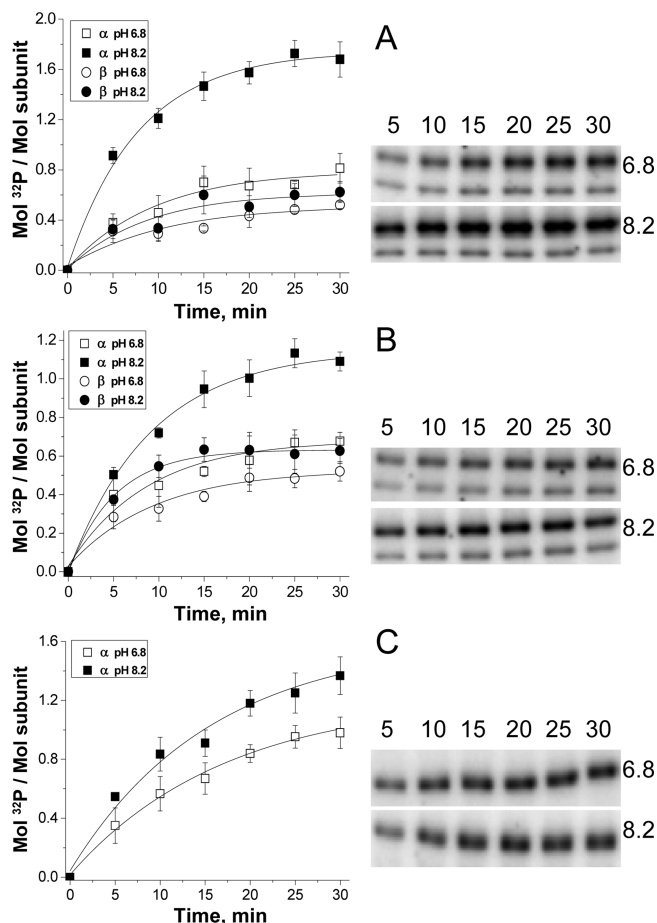 A
α pH 6.8
α pH 8.2
β pH 6.8
β pH 8.2
2.0
1.6
1.2
0.8
0.4
0.0
0 5 10 15 20 25 30
Time, min
Mol ³²P / Mol subunit
5 10 15 20 25 30
6.8
8.2
B
α pH 6.8
α pH 8.2
β pH 6.8
β pH 8.2
1.2
1.0
0.8
0.6
0.4
0.2
0.0
0 5 10 15 20 25 30
Time, min
Mol ³²P / Mol subunit
5 10 15 20 25 30
6.8
8.2
C
α pH 6.8
α pH 8.2
1.6
1.2
0.8
0.4
0.0
0 5 10 15 20 25 30
Time, min
Mol ³²P / Mol subunit
5 10 15 20 25 30
6.8
8.2